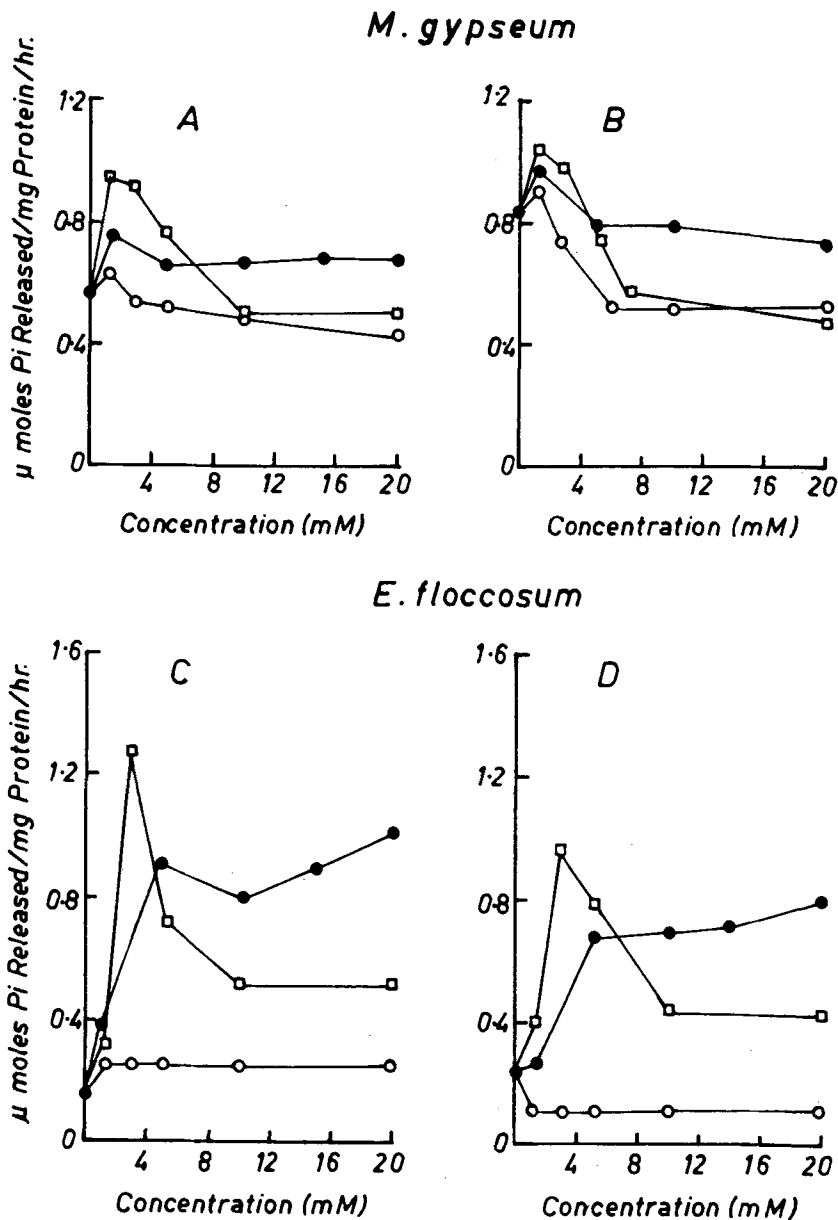 M. gypseum
A
B
μ moles Pi Released/mg Protein/hr.
1·2
0·8
0·4
0
4 8 12 16 20
Concentration (mM)
1·2
0·8
0·4
0
4 8 12 16 20
Concentration (mM)
E. floccosum
C
D
μ moles Pi Released/mg Protein/hr.
1·6
1·2
0·8
0·4
0
4 8 12 16 20
Concentration (mM)
1·6
1·2
0·8
0·4
0
4 8 12 16 20
Concentration (mM)